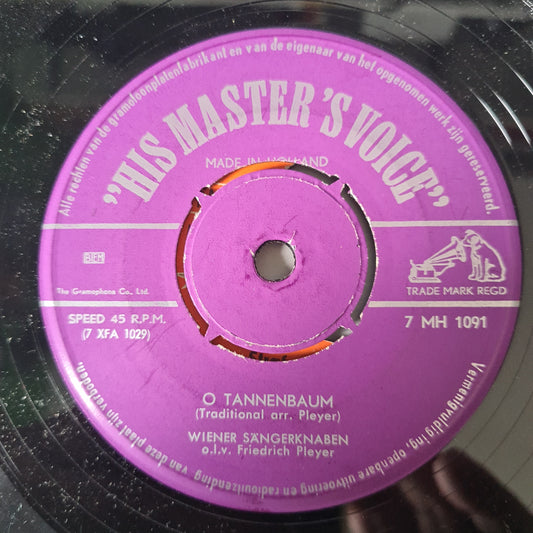 Alle rechten van de gramofoonplatenfabrikant en van de eigenaar van het opgenomen werk zijn gereserveerd.
"HIS MASTER'S VOICE"
MADE IN HOLLAND
BIEM
The Gramophone Co., Ltd.
TRADE MARK REGD
SPEED 45 R.P.M.
(7 XFA 1029)
7 MH 1091
O TANNENBAUM
(Traditional arr. Pleyer)
WIENER SÄNGERKNABEN
o.l.v. Friedrich Pleyer
Vermenigvuldiging, openbare uitvoering en radiouitzending van deze plaat zijn verboden.